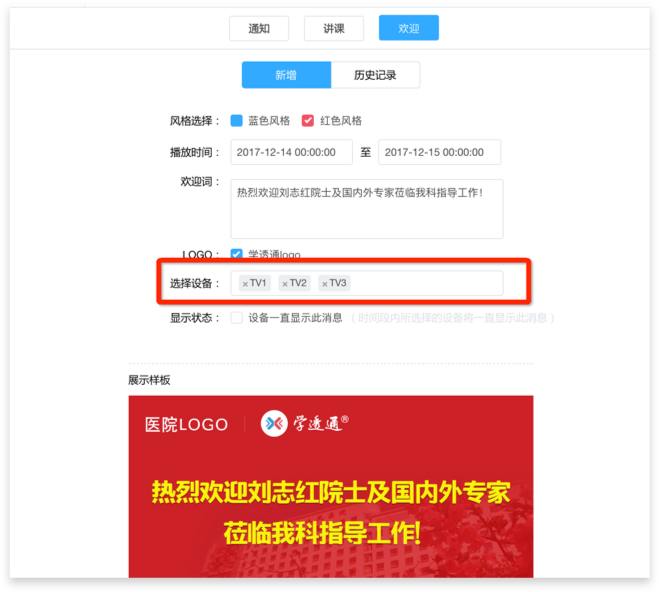 通知 讲课 欢迎
新增 历史记录
风格选择： 蓝色风格 红色风格
播放时间： 2017-12-14 00:00:00 至 2017-12-15 00:00:00
欢迎词： 热烈欢迎刘志红院士及国内外专家莅临我科指导工作！
LOGO： 学透通logo
选择设备： ×TV1 ×TV2 ×TV3
显示状态： 设备一直显示此消息 （时间段内所选择的设备将一直显示此消息）
展示样板
医院LOGO 学透通®
热烈欢迎刘志红院士及国内外专家
莅临我科指导工作!